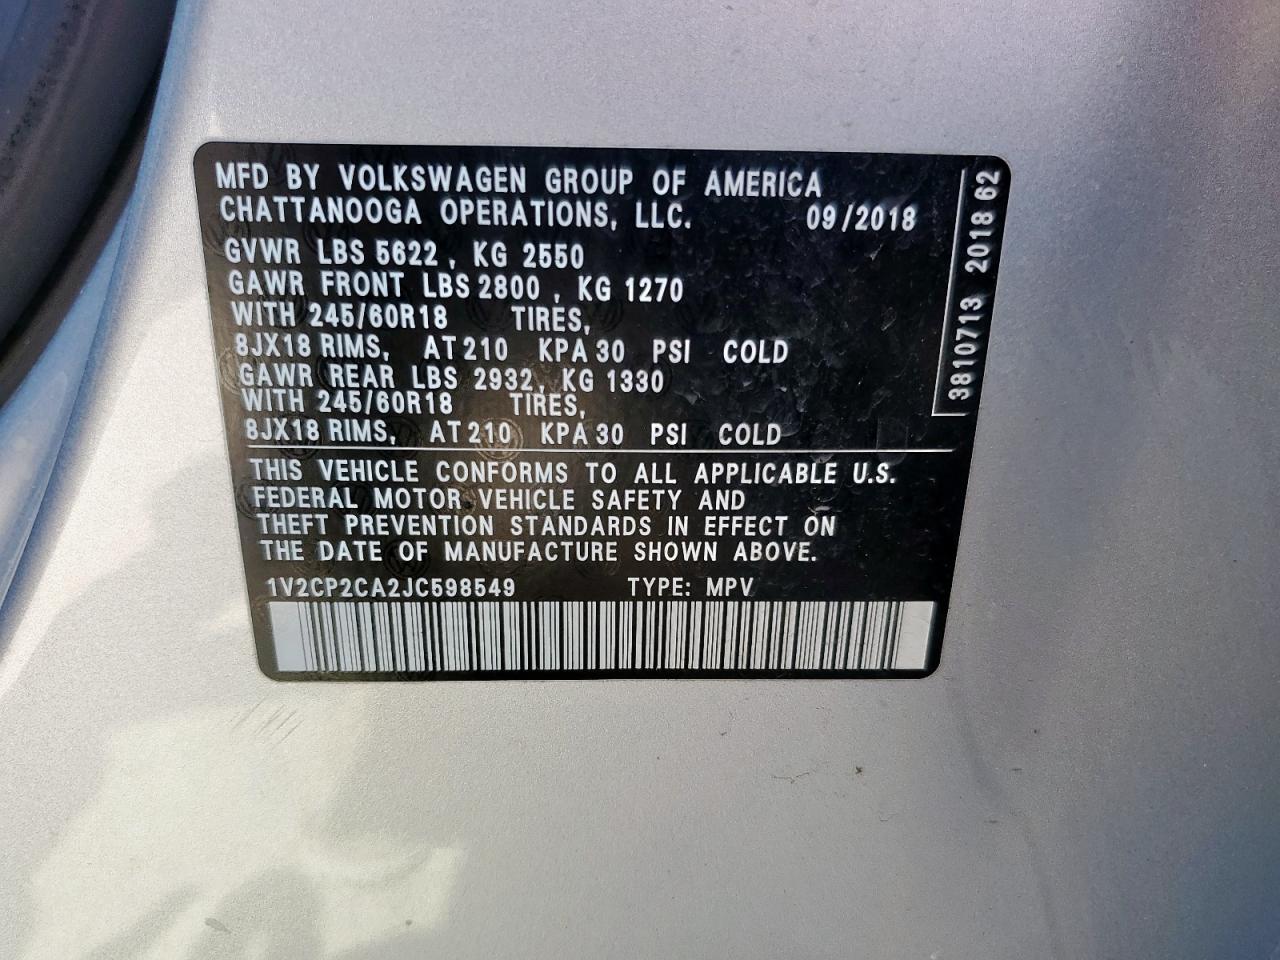 MFD BY VOLKSWAGEN GROUP OF AMERICA
CHATTANOOGA OPERATIONS, LLC. 09/2018
GVWR LBS 5622, KG 2550
GAWR FRONT LBS 2800, KG 1270
WITH 245/60R18 TIRES,
8JX18 RIMS, AT 210 KPA 30 PSI COLD
GAWR REAR LBS 2932, KG 1330
WITH 245/60R18 TIRES,
8JX18 RIMS, AT 210 KPA 30 PSI COLD
THIS VEHICLE CONFORMS TO ALL APPLICABLE U.S.
FEDERAL MOTOR VEHICLE SAFETY AND
THEFT PREVENTION STANDARDS IN EFFECT ON
THE DATE OF MANUFACTURE SHOWN ABOVE.
1V2CP2CA2JC598549 TYPE: MPV
3810713 2018 62